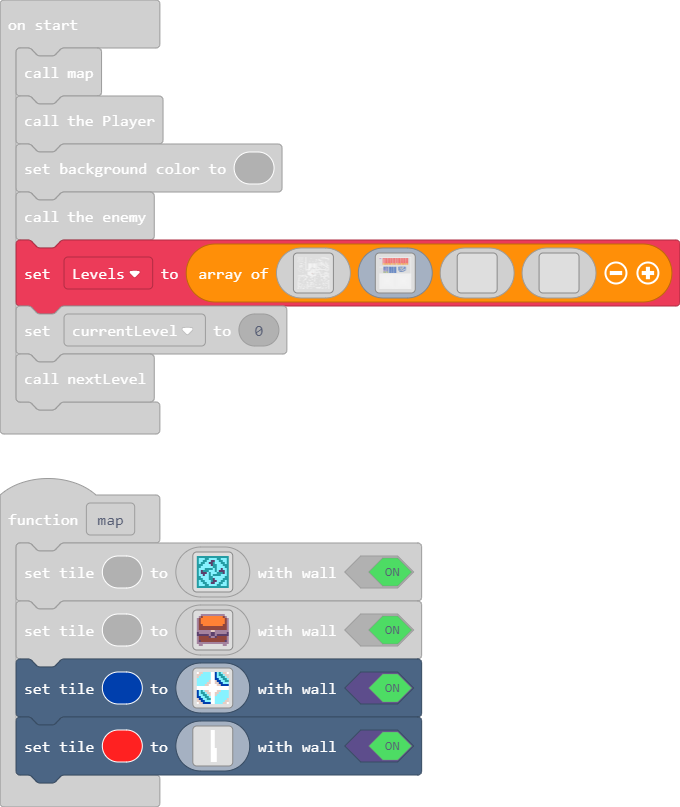 on start
call map
call the Player
set background color to
call the enemy
set Levels to array of
set currentLevel to 0
call nextLevel
function map
set tile to with wall ON
set tile to with wall ON
set tile to with wall ON
set tile to with wall ON